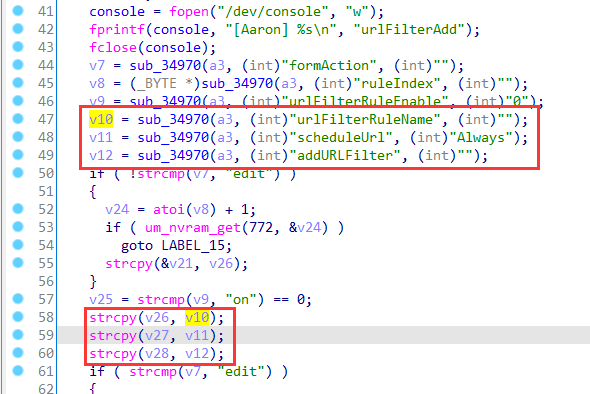 41 console = fopen("/dev/console", "w");
42 fprintf(console, "[Aaron] %s\n", "urlFilterAdd");
43 fclose(console);
44 v7 = sub_34970(a3, (int)"formAction", (int)"");
45 v8 = (_BYTE *)sub_34970(a3, (int)"ruleIndex", (int)"");
46 v9 = sub_34970(a3, (int)"urlFilterRuleEnable", (int)"0");
47 v10 = sub_34970(a3, (int)"urlFilterRuleName", (int)"");
48 v11 = sub_34970(a3, (int)"scheduleUrl", (int)"Always");
49 v12 = sub_34970(a3, (int)"addURLFilter", (int)"");
50 if ( !strcmp(v7, "edit") )
51 {
52 v24 = atoi(v8) + 1;
53 if ( um_nvram_get(772, &v24) )
54 goto LABEL_15;
55 strcpy(&v21, v26);
56 }
57 v25 = strcmp(v9, "on") == 0;
58 strcpy(v26, v10);
59 strcpy(v27, v11);
60 strcpy(v28, v12);
61 if ( strcmp(v7, "edit") )
62 {